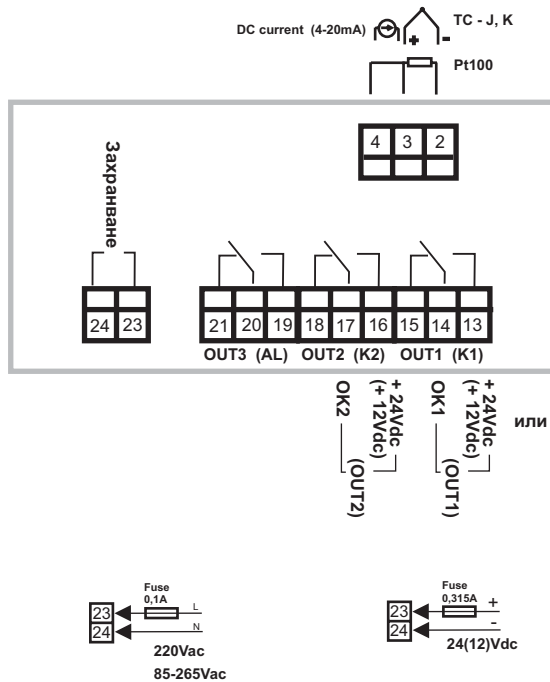 DC current (4-20mA) + - TC - J, K
Pt100
4 3 2
Захранване
24 23
21 20 19 18 17 16 15 14 13
OUT3 (AL) OUT2 (K2) OUT1 (K1)
OK2
+ 24Vdc
(+ 12Vdc)
(OUT2)
OK1
+ 24Vdc
(+ 12Vdc)
(OUT1)
или
Fuse
0,1A
23 L
24 N
220Vac
85-265Vac
Fuse
0,315A
23 +
24 -
24(12)Vdc